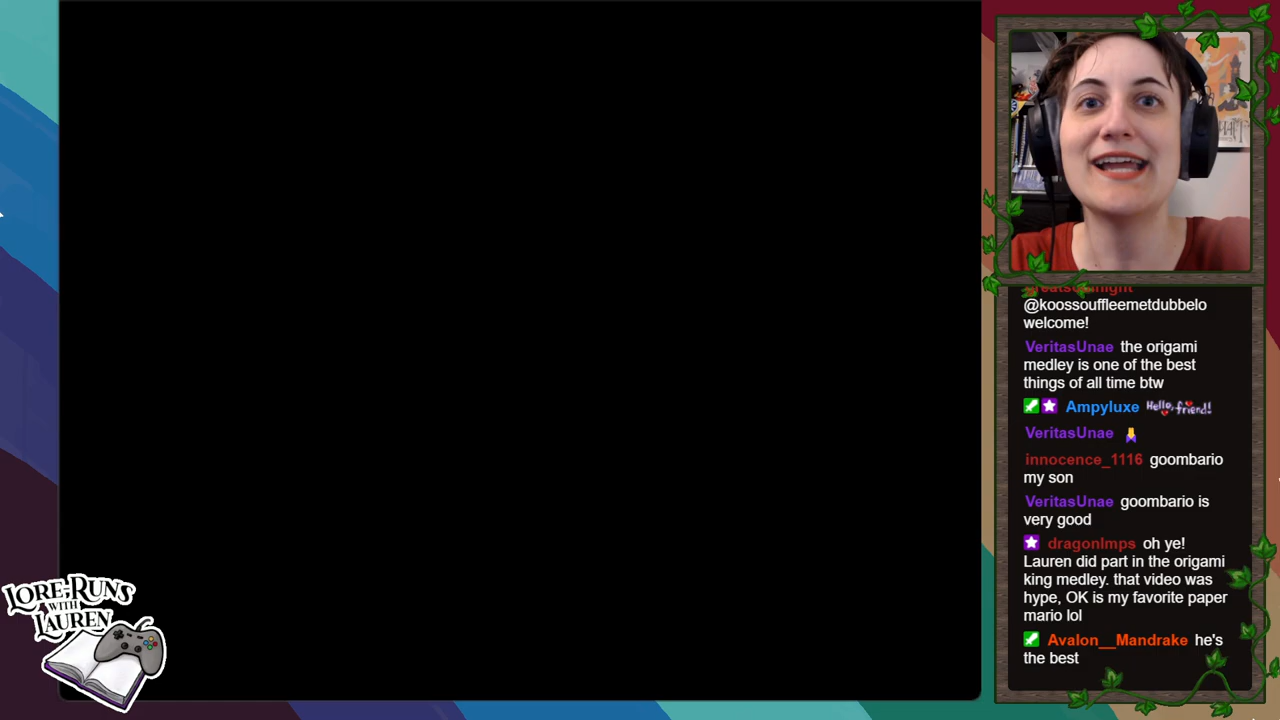 @koossouffleemetdubbelo
welcome!
VeritasUnae the origami
medley is one of the best
things of all time btw
Ampyluxe Hello, friend!
VeritasUnae
innocence_1116 goombario
my son
VeritasUnae goombario is
very good
dragonlmps oh ye!
Lauren did part in the origami
king medley. that video was
hype, OK is my favorite paper
mario lol
Avalon__Mandrake he's
the best
LORE-RUNS
WITH
LAUREN